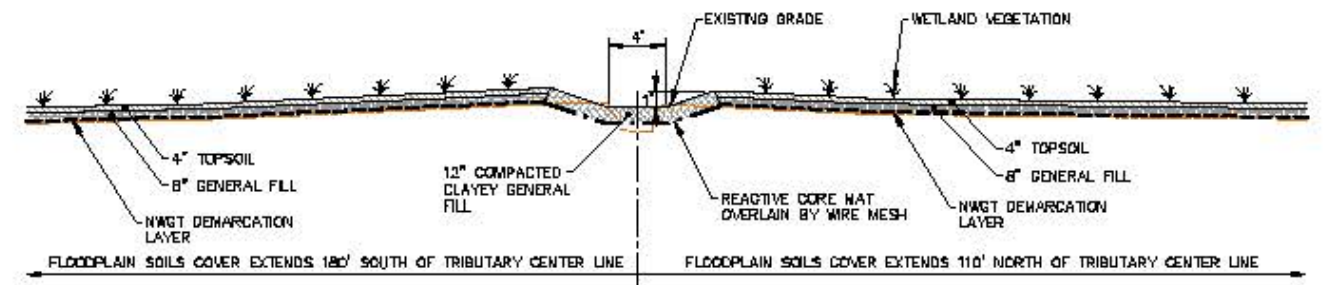 EXISTING GRADE
WETLAND VEGETATION
4'
1'
4" TOPSOIL
8" GENERAL FILL
NWGT DEMARCATION
LAYER
12" COMPACTED
CLAYEY GENERAL
FILL
REACTIVE CORE MAT
OVERLAIN BY WIRE MESH
4" TOPSOIL
8" GENERAL FILL
NWGT DEMARCATION
LAYER
FLOODPLAIN SOILS COVER EXTENDS 180' SOUTH OF TRIBUTARY CENTER LINE
FLOODPLAIN SOILS COVER EXTENDS 110' NORTH OF TRIBUTARY CENTER LINE